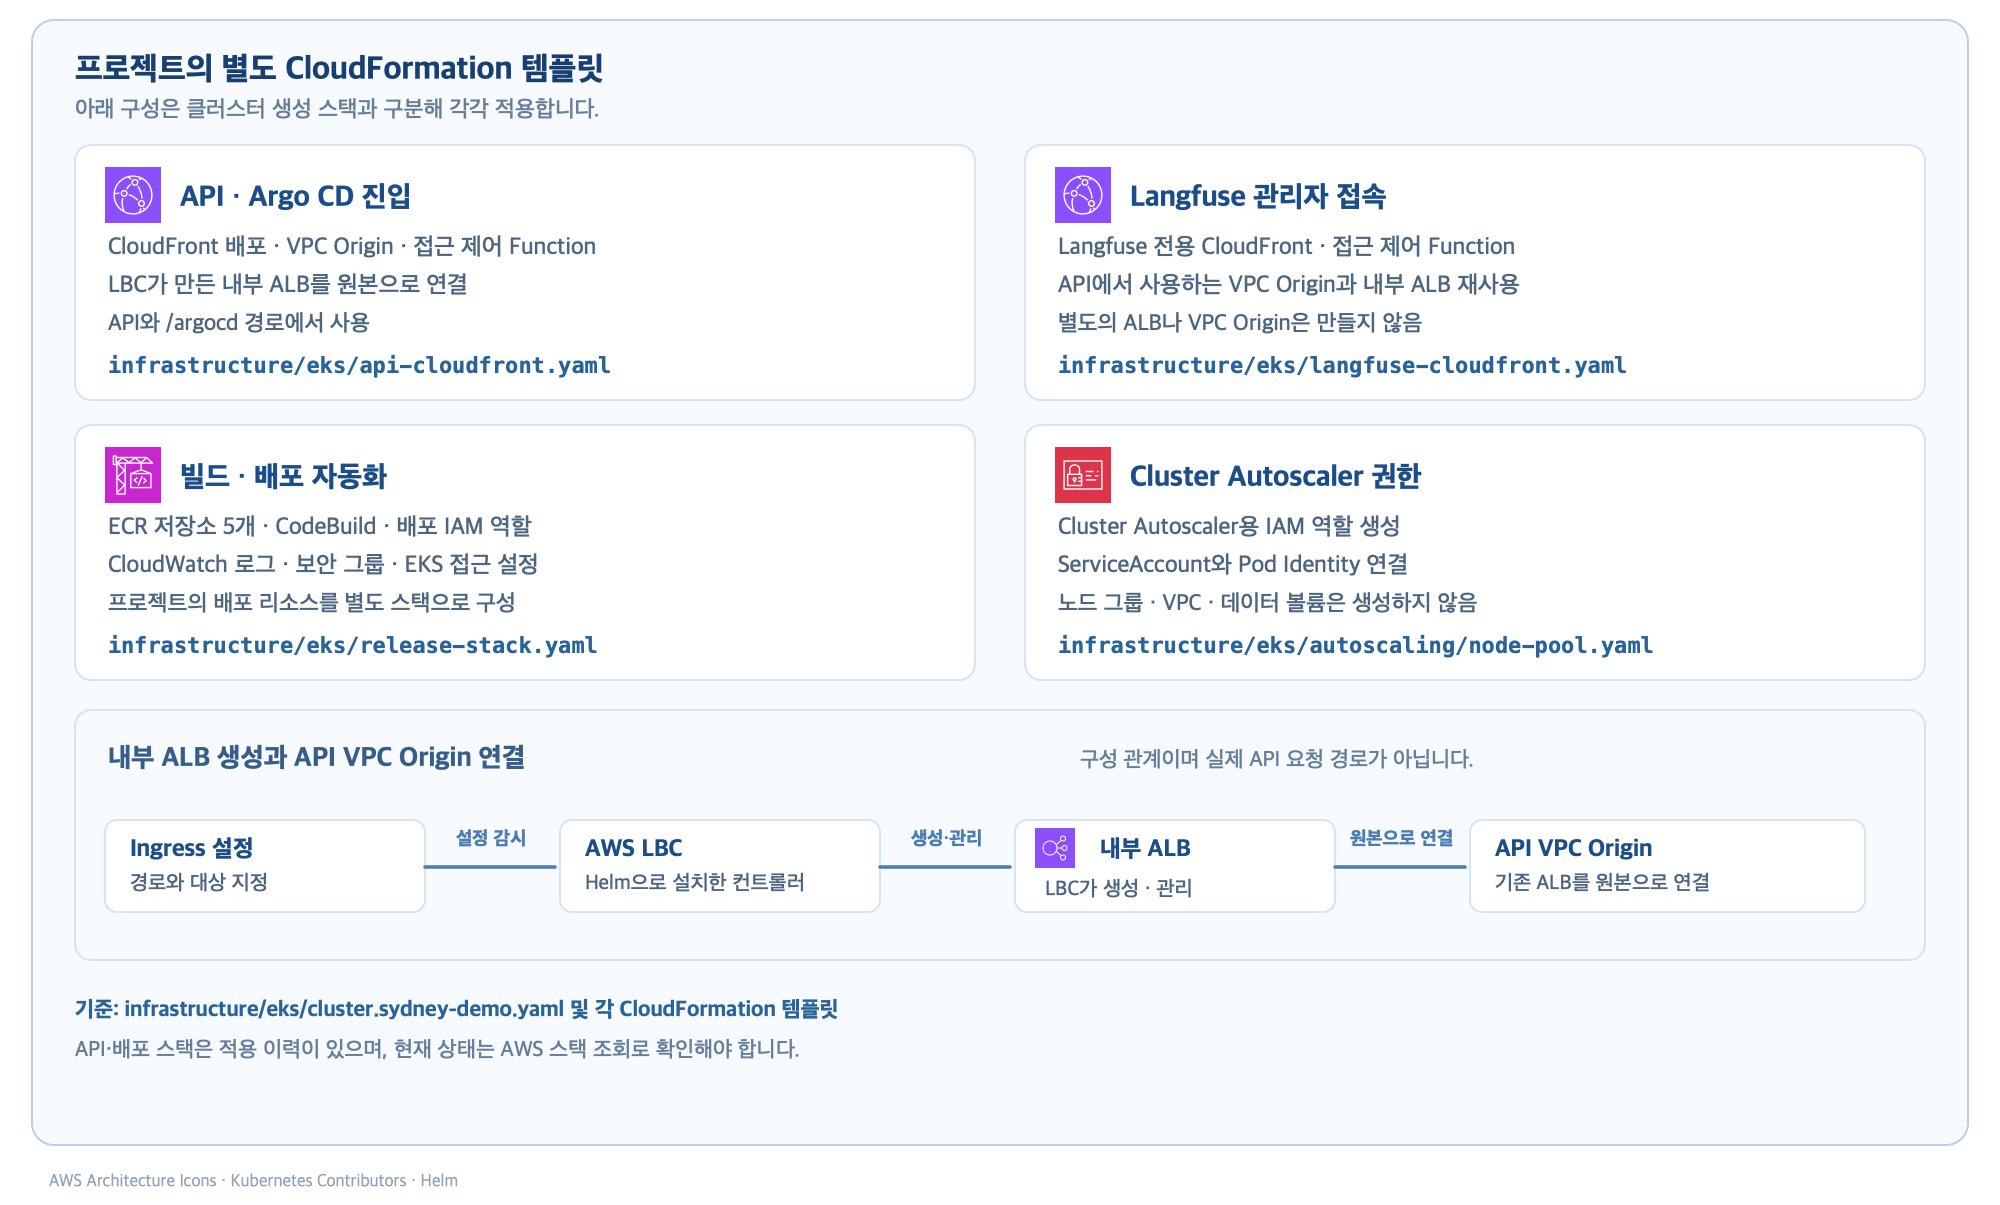 프로젝트의 별도 CloudFormation 템플릿
아래 구성은 클러스터 생성 스택과 구분해 각각 적용합니다.
API · Argo CD 진입
CloudFront 배포 · VPC Origin · 접근 제어 Function
LBC가 만든 내부 ALB를 원본으로 연결
API와 /argocd 경로에서 사용
infrastructure/eks/api-cloudfront.yaml
Langfuse 관리자 접속
Langfuse 전용 CloudFront · 접근 제어 Function
API에서 사용하는 VPC Origin과 내부 ALB 재사용
별도의 ALB나 VPC Origin은 만들지 않음
infrastructure/eks/langfuse-cloudfront.yaml
빌드 · 배포 자동화
ECR 저장소 5개 · CodeBuild · 배포 IAM 역할
CloudWatch 로그 · 보안 그룹 · EKS 접근 설정
프로젝트의 배포 리소스를 별도 스택으로 구성
infrastructure/eks/release-stack.yaml
Cluster Autoscaler 권한
Cluster Autoscaler용 IAM 역할 생성
ServiceAccount와 Pod Identity 연결
노드 그룹 · VPC · 데이터 볼륨은 생성하지 않음
infrastructure/eks/autoscaling/node-pool.yaml
내부 ALB 생성과 API VPC Origin 연결
구성 관계이며 실제 API 요청 경로가 아닙니다.
Ingress 설정
경로와 대상 지정
설정 감시
AWS LBC
Helm으로 설치한 컨트롤러
생성·관리
내부 ALB
LBC가 생성 · 관리
원본으로 연결
API VPC Origin
기존 ALB를 원본으로 연결
기준: infrastructure/eks/cluster.sydney-demo.yaml 및 각 CloudFormation 템플릿
API·배포 스택은 적용 이력이 있으며, 현재 상태는 AWS 스택 조회로 확인해야 합니다.
AWS Architecture Icons · Kubernetes Contributors · Helm